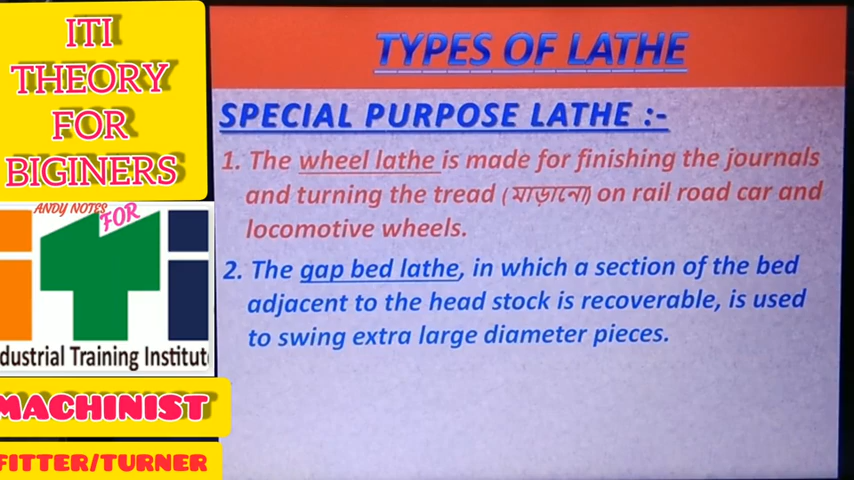 ITI
THEORY
FOR
BIGINERS
ANDY NOTES
FOR
iTi
dustrial Training Institut
MACHINIST
FITTER/TURNER
TYPES OF LATHE
SPECIAL PURPOSE LATHE :-
1. The wheel lathe is made for finishing the journals
and turning the tread (মাড়ানো) on rail road car and
locomotive wheels.
2. The gap bed lathe, in which a section of the bed
adjacent to the head stock is recoverable, is used
to swing extra large diameter pieces.